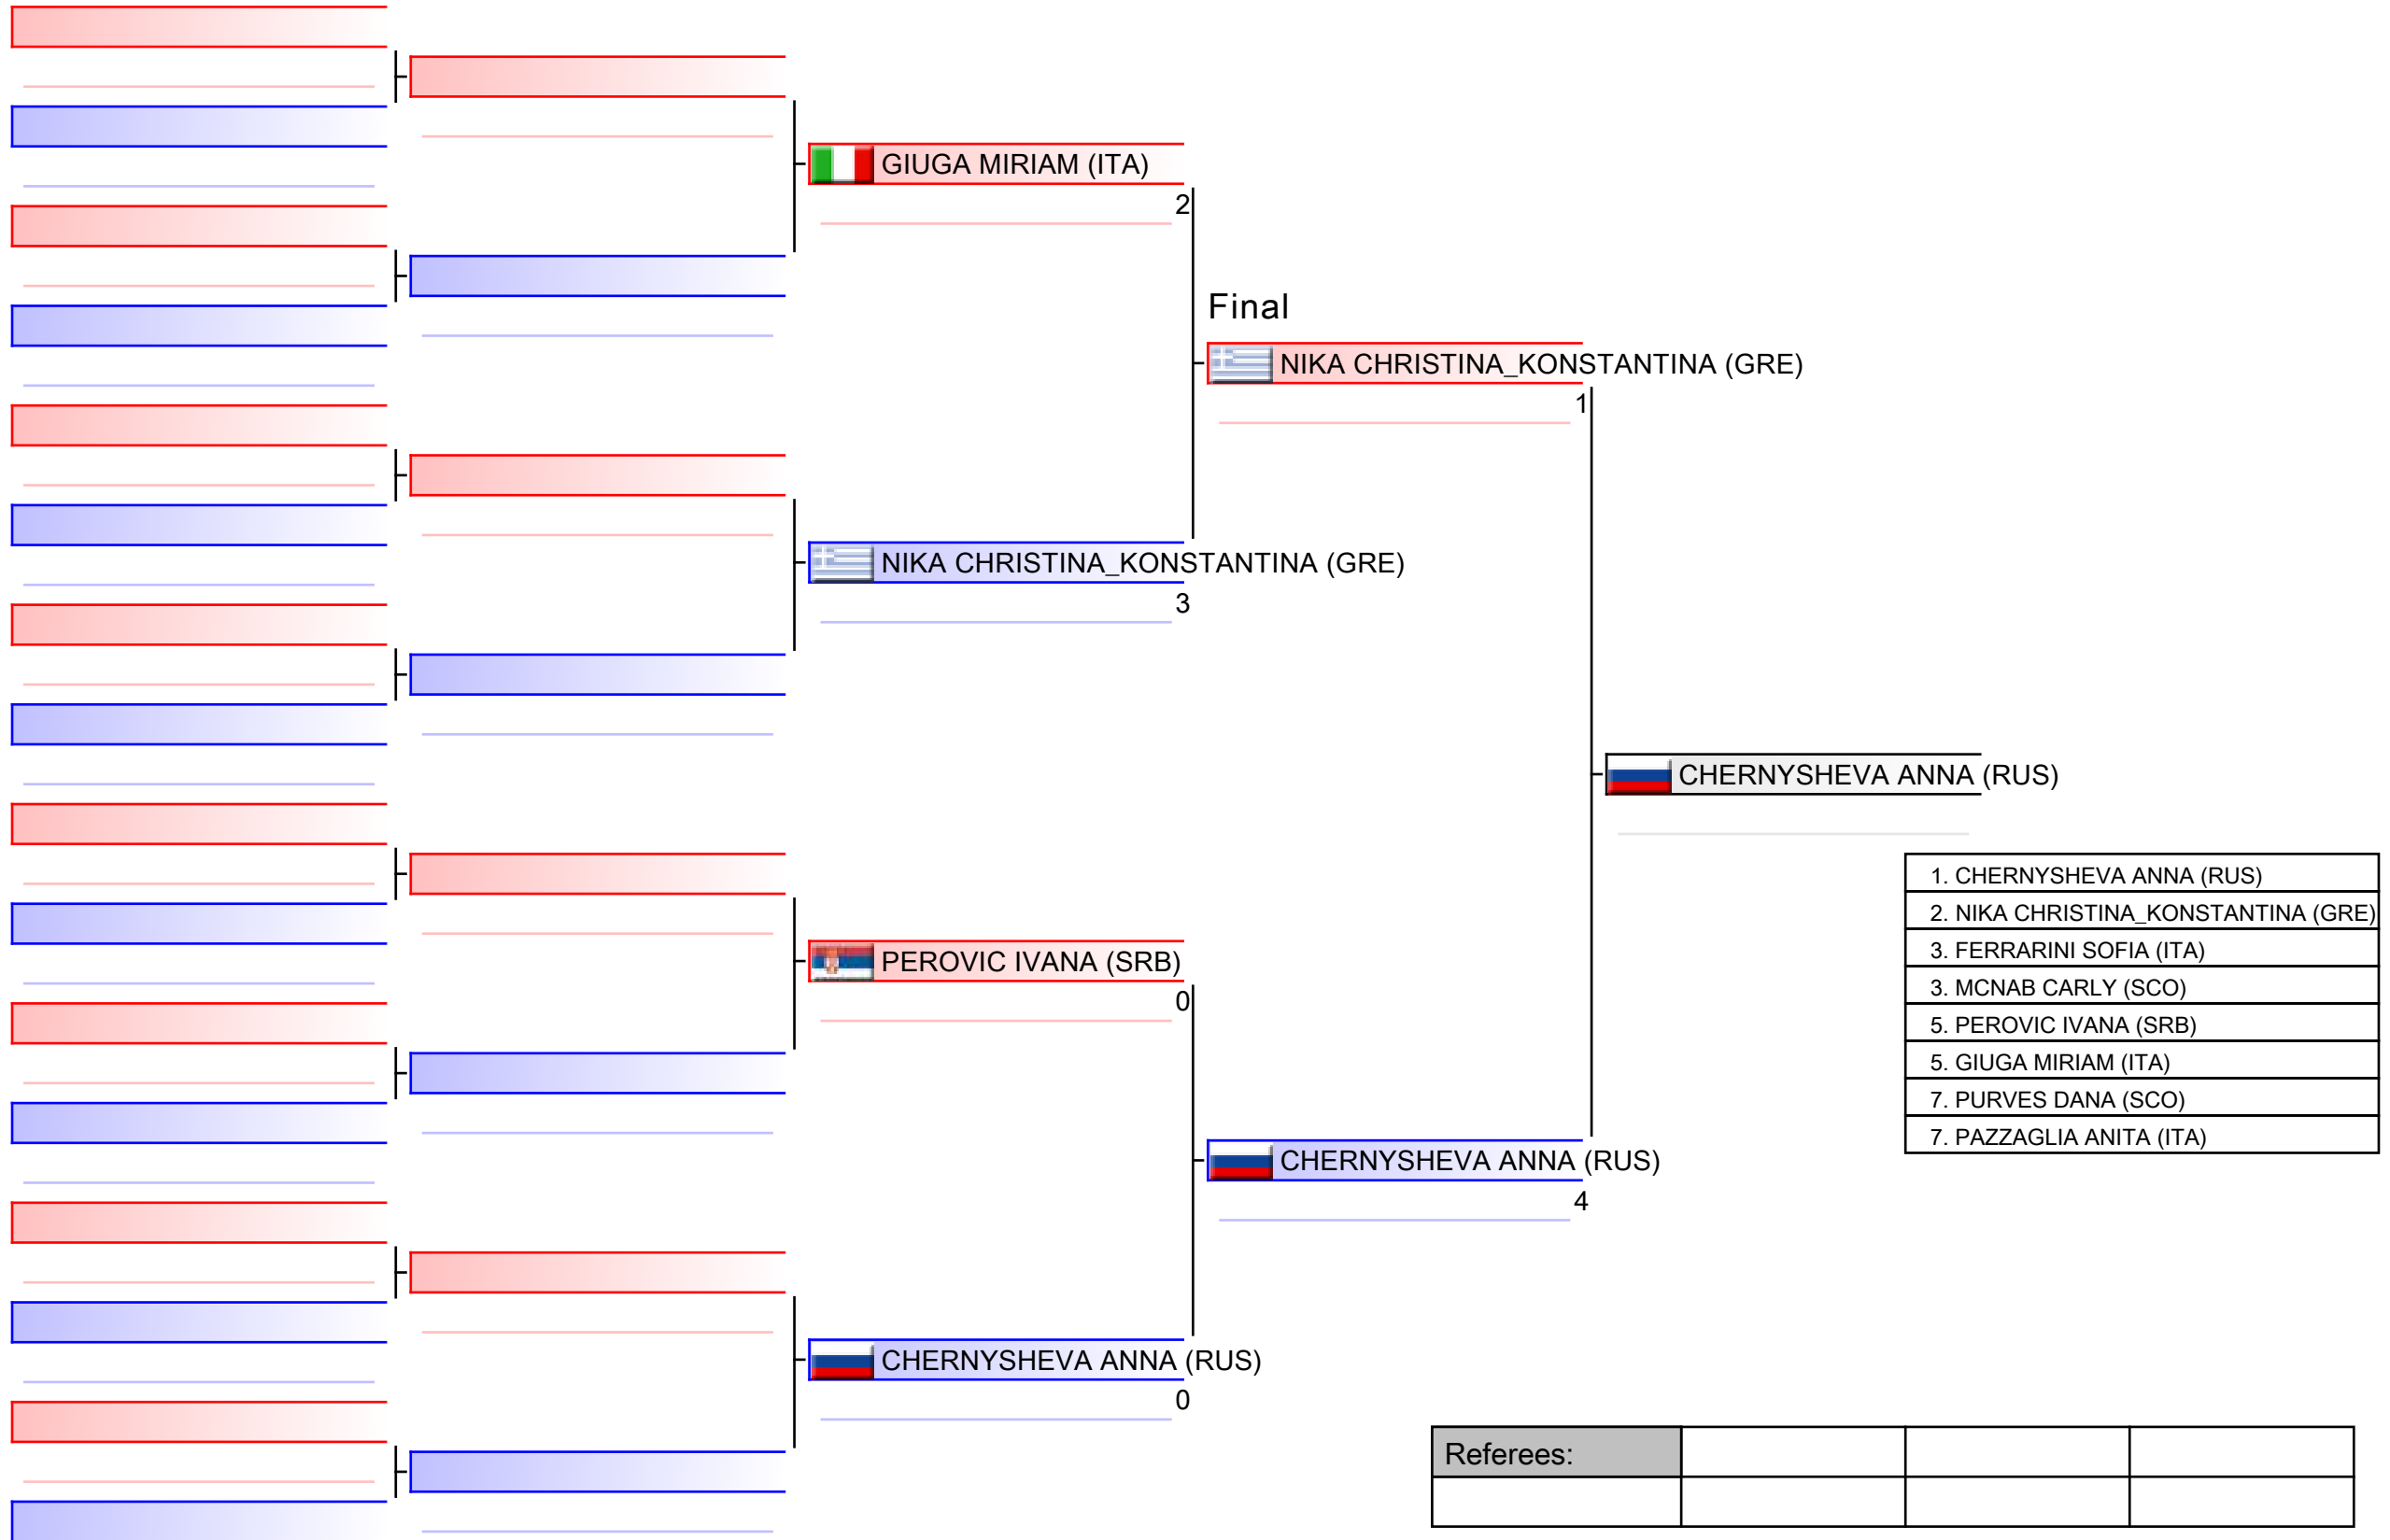 GIUGA MIRIAM (ITA)
2
Final
NIKA CHRISTINA_KONSTANTINA (GRE)
1
NIKA CHRISTINA_KONSTANTINA (GRE)
3
CHERNYSHEVA ANNA (RUS)
1. CHERNYSHEVA ANNA (RUS)
2. NIKA CHRISTINA_KONSTANTINA (GRE)
3. FERRARINI SOFIA (ITA)
3. MCNAB CARLY (SCO)
5. PEROVIC IVANA (SRB)
5. GIUGA MIRIAM (ITA)
7. PURVES DANA (SCO)
7. PAZZAGLIA ANITA (ITA)
PEROVIC IVANA (SRB)
0
CHERNYSHEVA ANNA (RUS)
4
CHERNYSHEVA ANNA (RUS)
0
Referees: